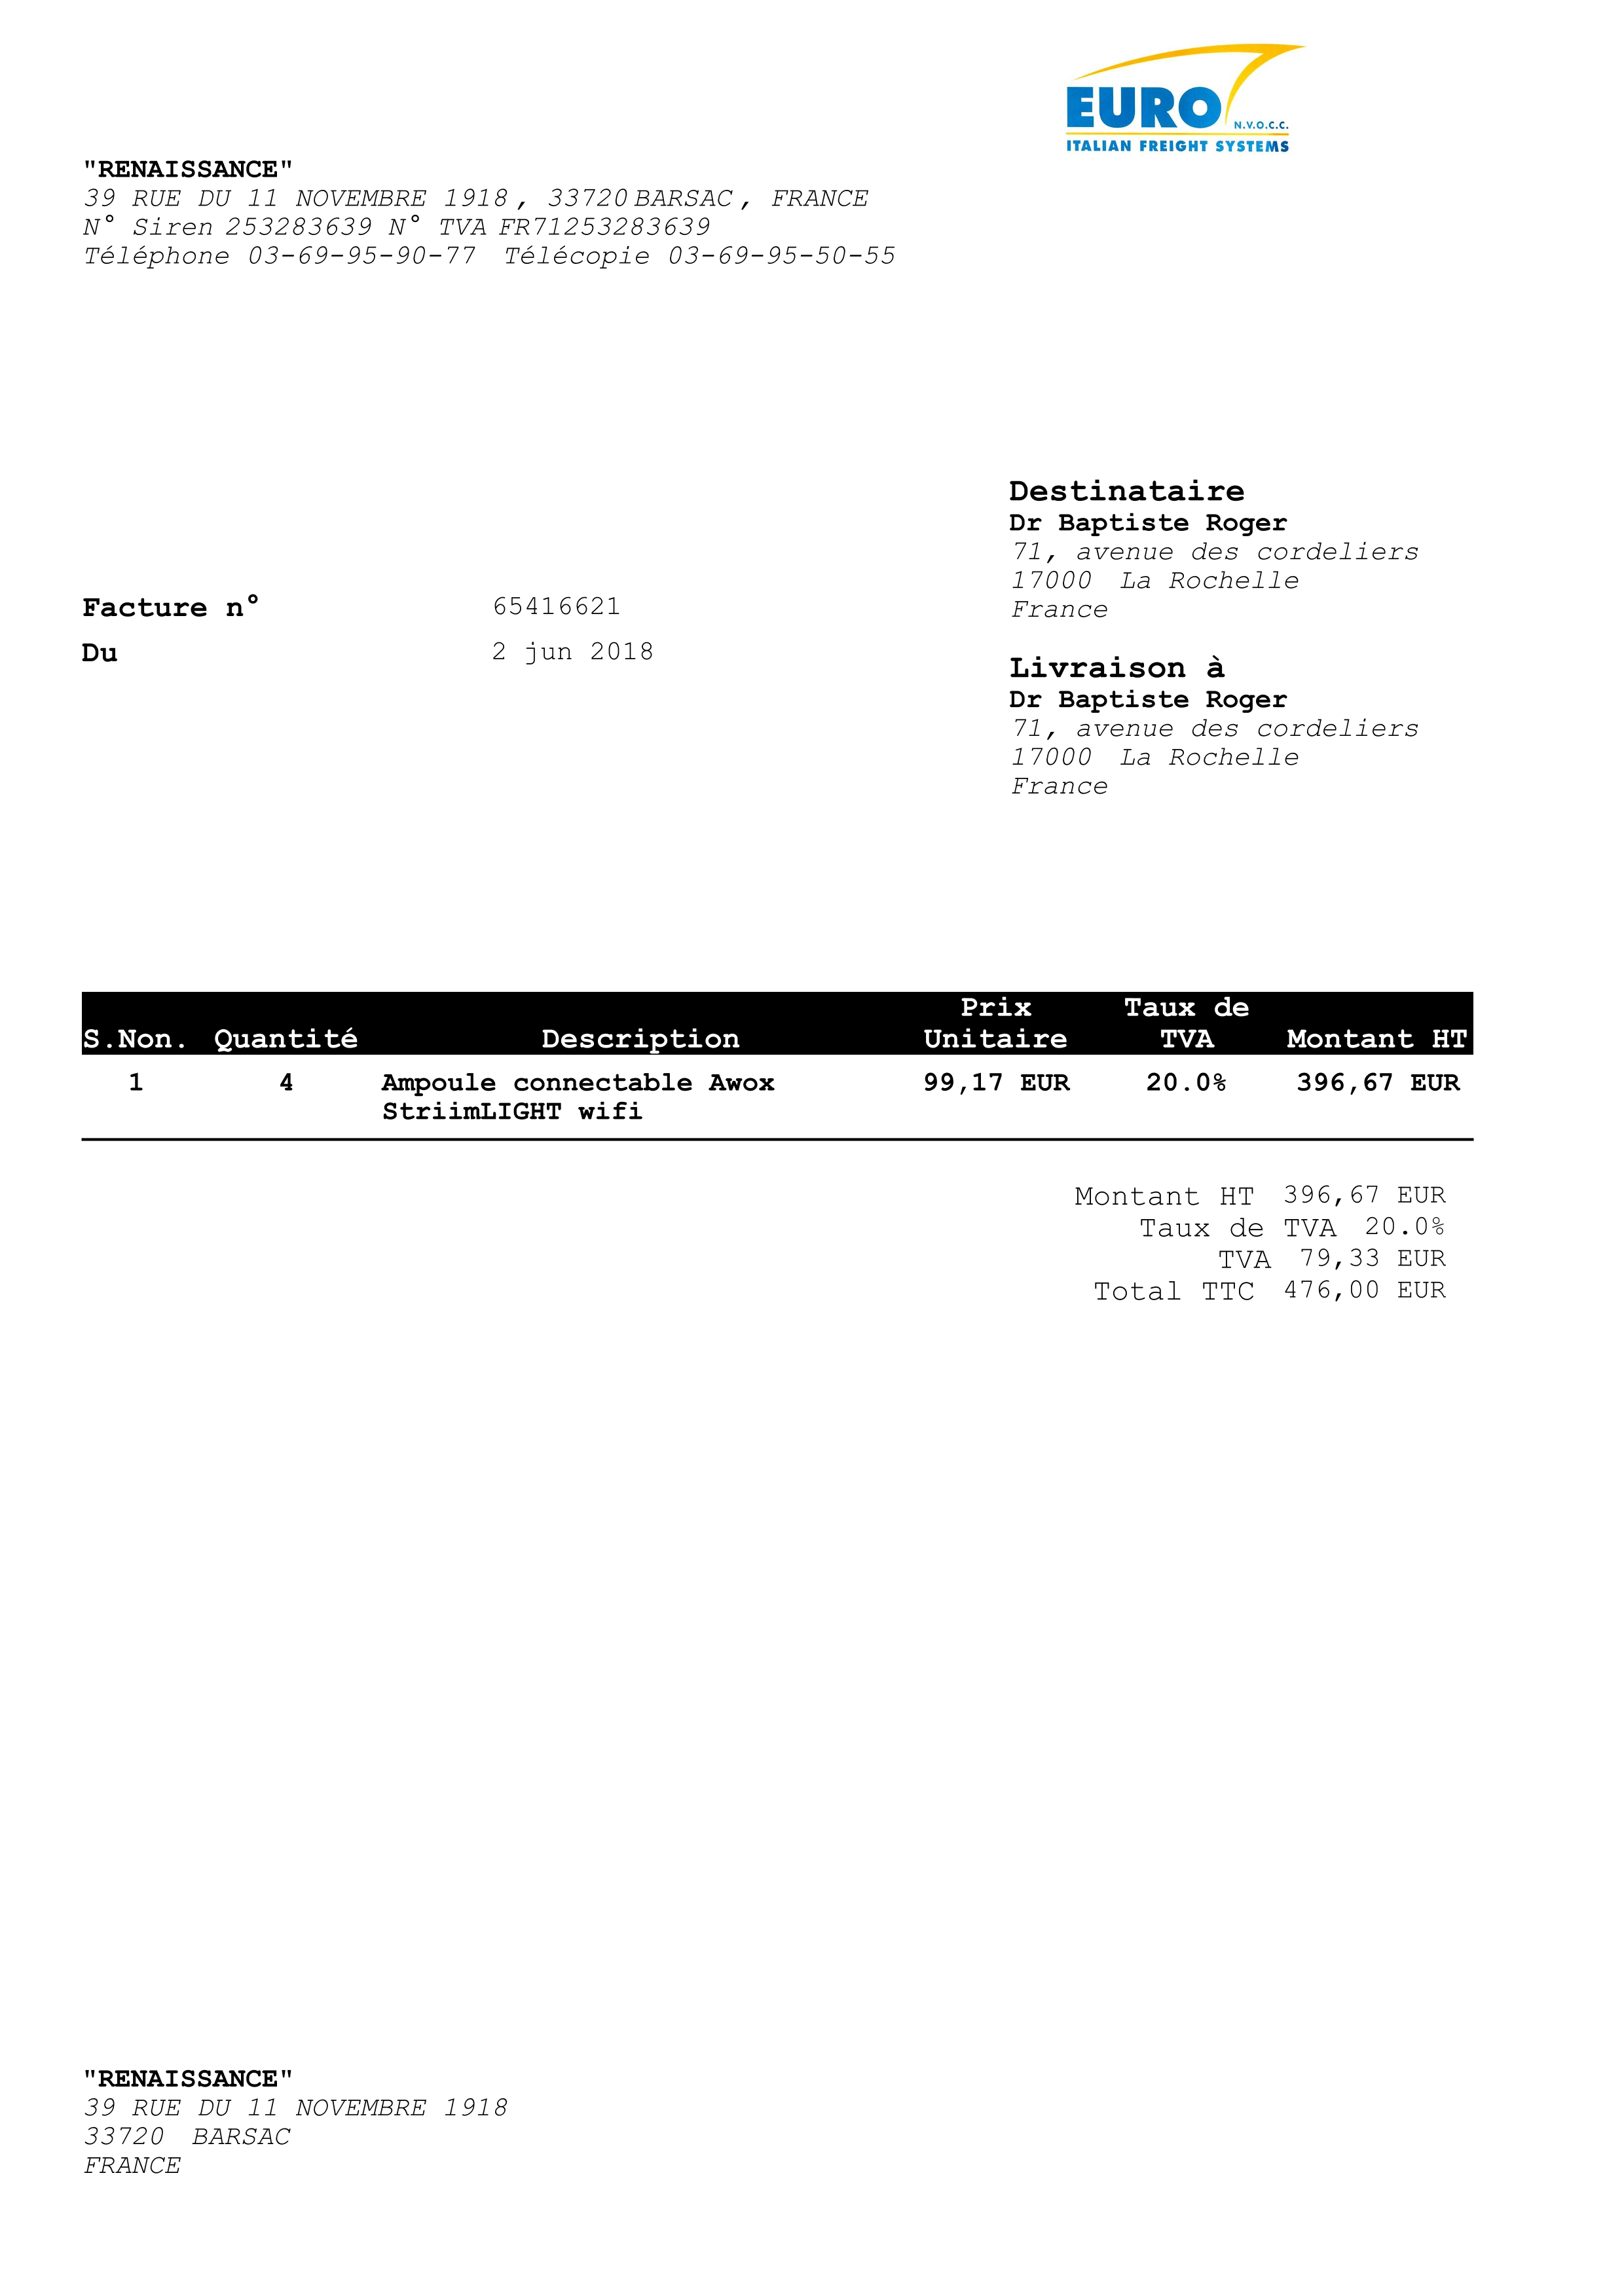 EURO
N.V.O.C.C.
ITALIAN FREIGHT SYSTEMS
"RENAISSANCE"
39 RUE DU 11 NOVEMBRE 1918, 33720 BARSAC, FRANCE
N° Siren 253283639 N° TVA FR71253283639
Téléphone 03-69-95-90-77 Télécopie 03-69-95-50-55
Destinataire
Dr Baptiste Roger
71, avenue des cordeliers
17000 La Rochelle
France
Facture n° 65416621
Du 2 jun 2018
Livraison à
Dr Baptiste Roger
71, avenue des cordeliers
17000 La Rochelle
France
S.Non. Quantité Description Prix Unitaire Taux de TVA Montant HT
1 4 Ampoule connectable Awox 99,17 EUR 20.0% 396,67 EUR
StriimLIGHT wifi
Montant HT 396,67 EUR
Taux de TVA 20.0%
TVA 79,33 EUR
Total TTC 476,00 EUR
"RENAISSANCE"
39 RUE DU 11 NOVEMBRE 1918
33720 BARSAC
FRANCE